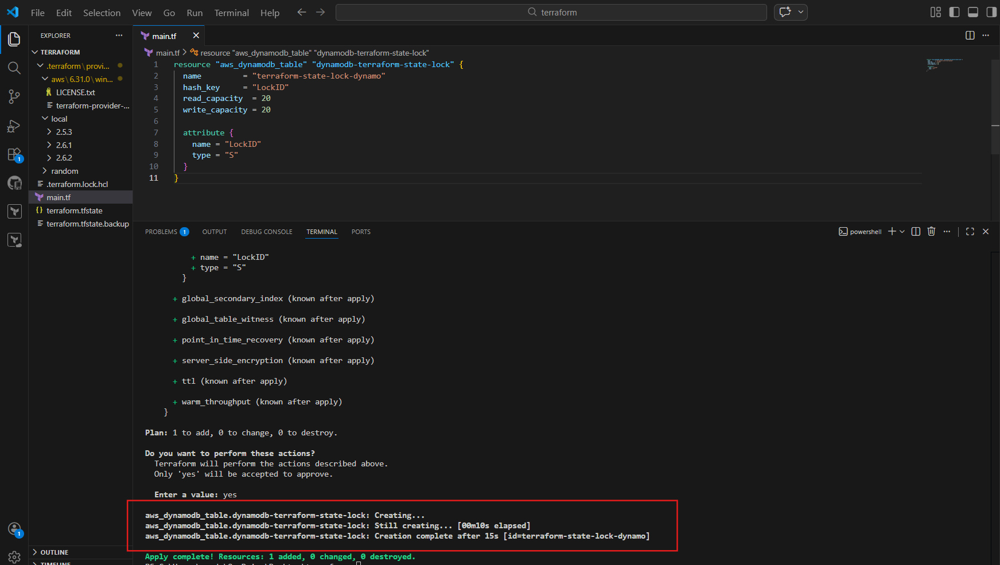 File Edit Selection View Go Run Terminal Help
terraform
EXPLORER
TERRAFORM
.terraform \ provi...
aws \ 6.31.0 \ win...
LICENSE.txt
terraform-provider-...
local
2.5.3
2.6.1
2.6.2
random
.terraform.lock.hcl
main.tf
terraform.tfstate
terraform.tfstate.backup
OUTLINE
TIMELINE
1
1
main.tf
main.tf > resource "aws_dynamodb_table" "dynamodb-terraform-state-lock"
1 resource "aws_dynamodb_table" "dynamodb-terraform-state-lock" {
2 name = "terraform-state-lock-dynamo"
3 hash_key = "LockID"
4 read_capacity = 20
5 write_capacity = 20
6
7 attribute {
8 name = "LockID"
9 type = "S"
10 }
11 }
PROBLEMS 1 OUTPUT DEBUG CONSOLE TERMINAL PORTS
powershell
+ name = "LockID"
+ type = "S"
}
+ global_secondary_index (known after apply)
+ global_table_witness (known after apply)
+ point_in_time_recovery (known after apply)
+ server_side_encryption (known after apply)
+ ttl (known after apply)
+ warm_throughput (known after apply)
}
Plan: 1 to add, 0 to change, 0 to destroy.
Do you want to perform these actions?
Terraform will perform the actions described above.
Only 'yes' will be accepted to approve.
Enter a value: yes
aws_dynamodb_table.dynamodb-terraform-state-lock: Creating...
aws_dynamodb_table.dynamodb-terraform-state-lock: Still creating... [00m10s elapsed]
aws_dynamodb_table.dynamodb-terraform-state-lock: Creation complete after 15s [id=terraform-state-lock-dynamo]
Apply complete! Resources: 1 added, 0 changed, 0 destroyed.